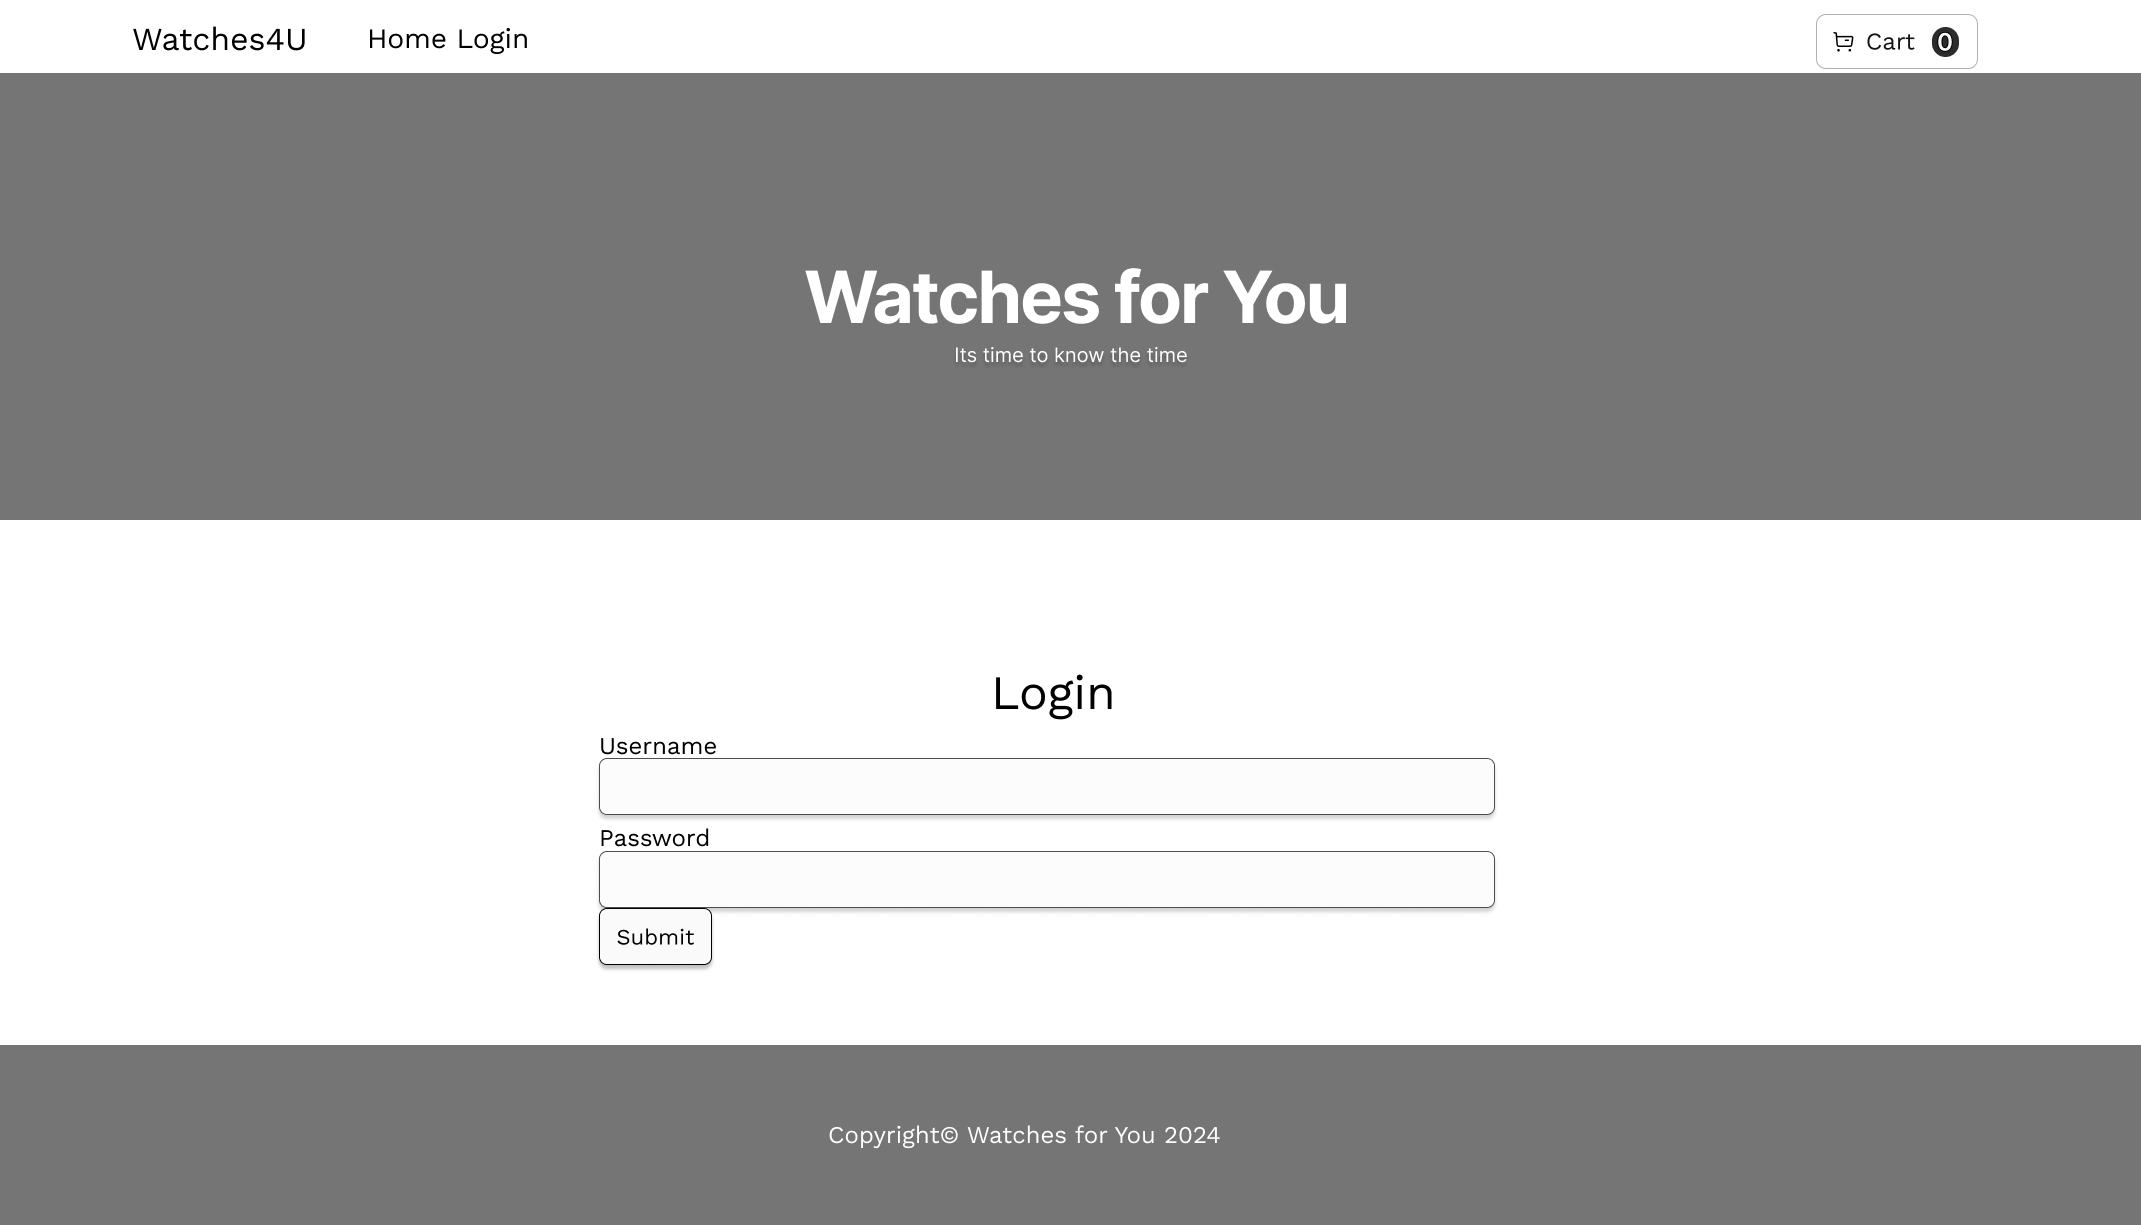 Watches4U Home Login Cart 0
Watches for You
Its time to know the time
Login
Username
Password
Submit
Copyright© Watches for You 2024